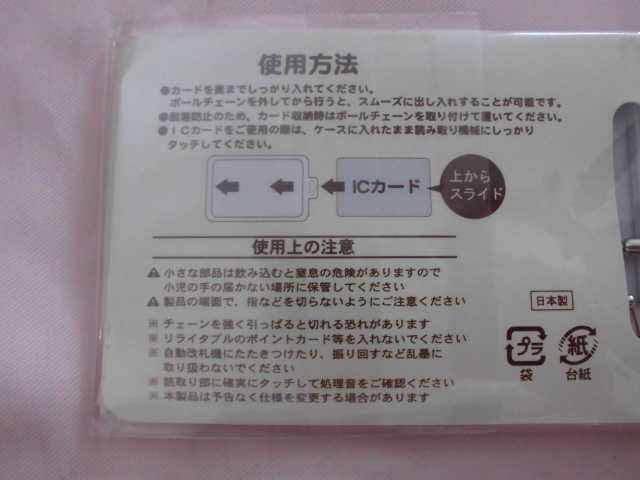 使用方法
●カードを奥までしっかり入れてください。
ボールチェーンを外してから行うと、スムーズに出し入れすることが可能です。
●脱落防止のため、カード収納時はボールチェーンを取り付けて置いてください。
●ICカードをご使用の際は、ケースに入れたまま読み取り機械にしっかり
タッチしてください。
ICカード
上から
スライド
使用上の注意
⚠小さな部品は飲み込むと窒息の危険がありますので
小児の手の届かない場所に保管してください
⚠製品の端面で、指などを切らないようにご注意ください
※チェーンを強く引っぱると切れる恐れがあります
※リライタブルのポイントカード等を入れないでください
※自動改札機にたたきつけたり、振り回すなど乱暴に
取り扱わないでください
※読取り部に確実にタッチして処理音をご確認ください
※本製品は予告なく仕様を変更する場合があります
日本製
プラ
袋
紙
台紙